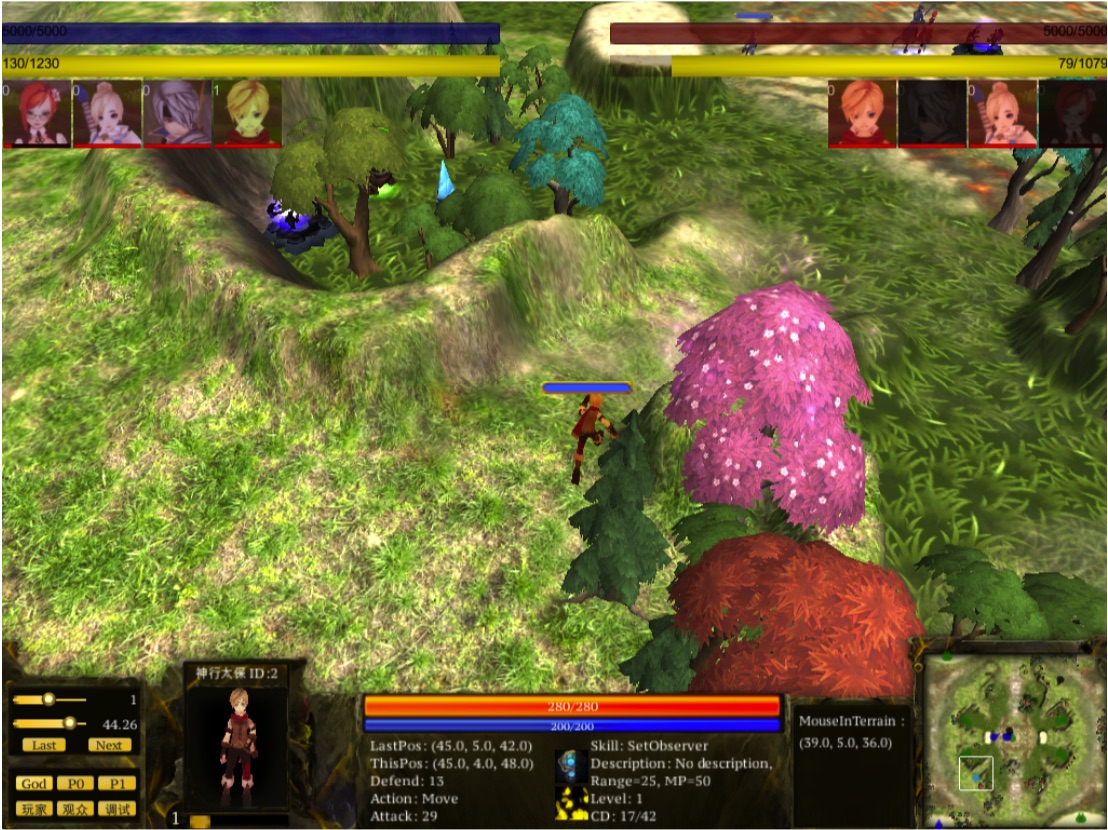 5000/5000
5000/5000
130/1230
79/1079
0
0
0
1
0
0
神行太保 ID:2
1
44.26
Last
Next
God
P0
P1
玩家
观众
调试
1
280/280
200/200
LastPos: (45.0, 5.0, 42.0)
ThisPos: (45.0, 4.0, 48.0)
Defend: 13
Action: Move
Attack: 29
Skill: SetObserver
Description: No description,
Range=25, MP=50
Level: 1
CD: 17/42
MouseInTerrain :
(39.0, 5.0, 36.0)